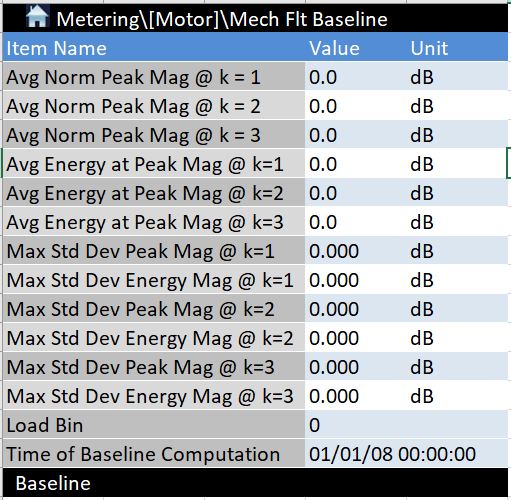 Metering\[Motor]\Mech Flt Baseline
Item Name Value Unit
Avg Norm Peak Mag @ k = 1 0.0 dB
Avg Norm Peak Mag @ k = 2 0.0 dB
Avg Norm Peak Mag @ k = 3 0.0 dB
Avg Energy at Peak Mag @ k=1 0.0 dB
Avg Energy at Peak Mag @ k=2 0.0 dB
Avg Energy at Peak Mag @ k=3 0.0 dB
Max Std Dev Peak Mag @ k=1 0.000 dB
Max Std Dev Energy Mag @ k=1 0.000 dB
Max Std Dev Peak Mag @ k=2 0.000 dB
Max Std Dev Energy Mag @ k=2 0.000 dB
Max Std Dev Peak Mag @ k=3 0.000 dB
Max Std Dev Energy Mag @ k=3 0.000 dB
Load Bin 0
Time of Baseline Computation 01/01/08 00:00:00
Baseline